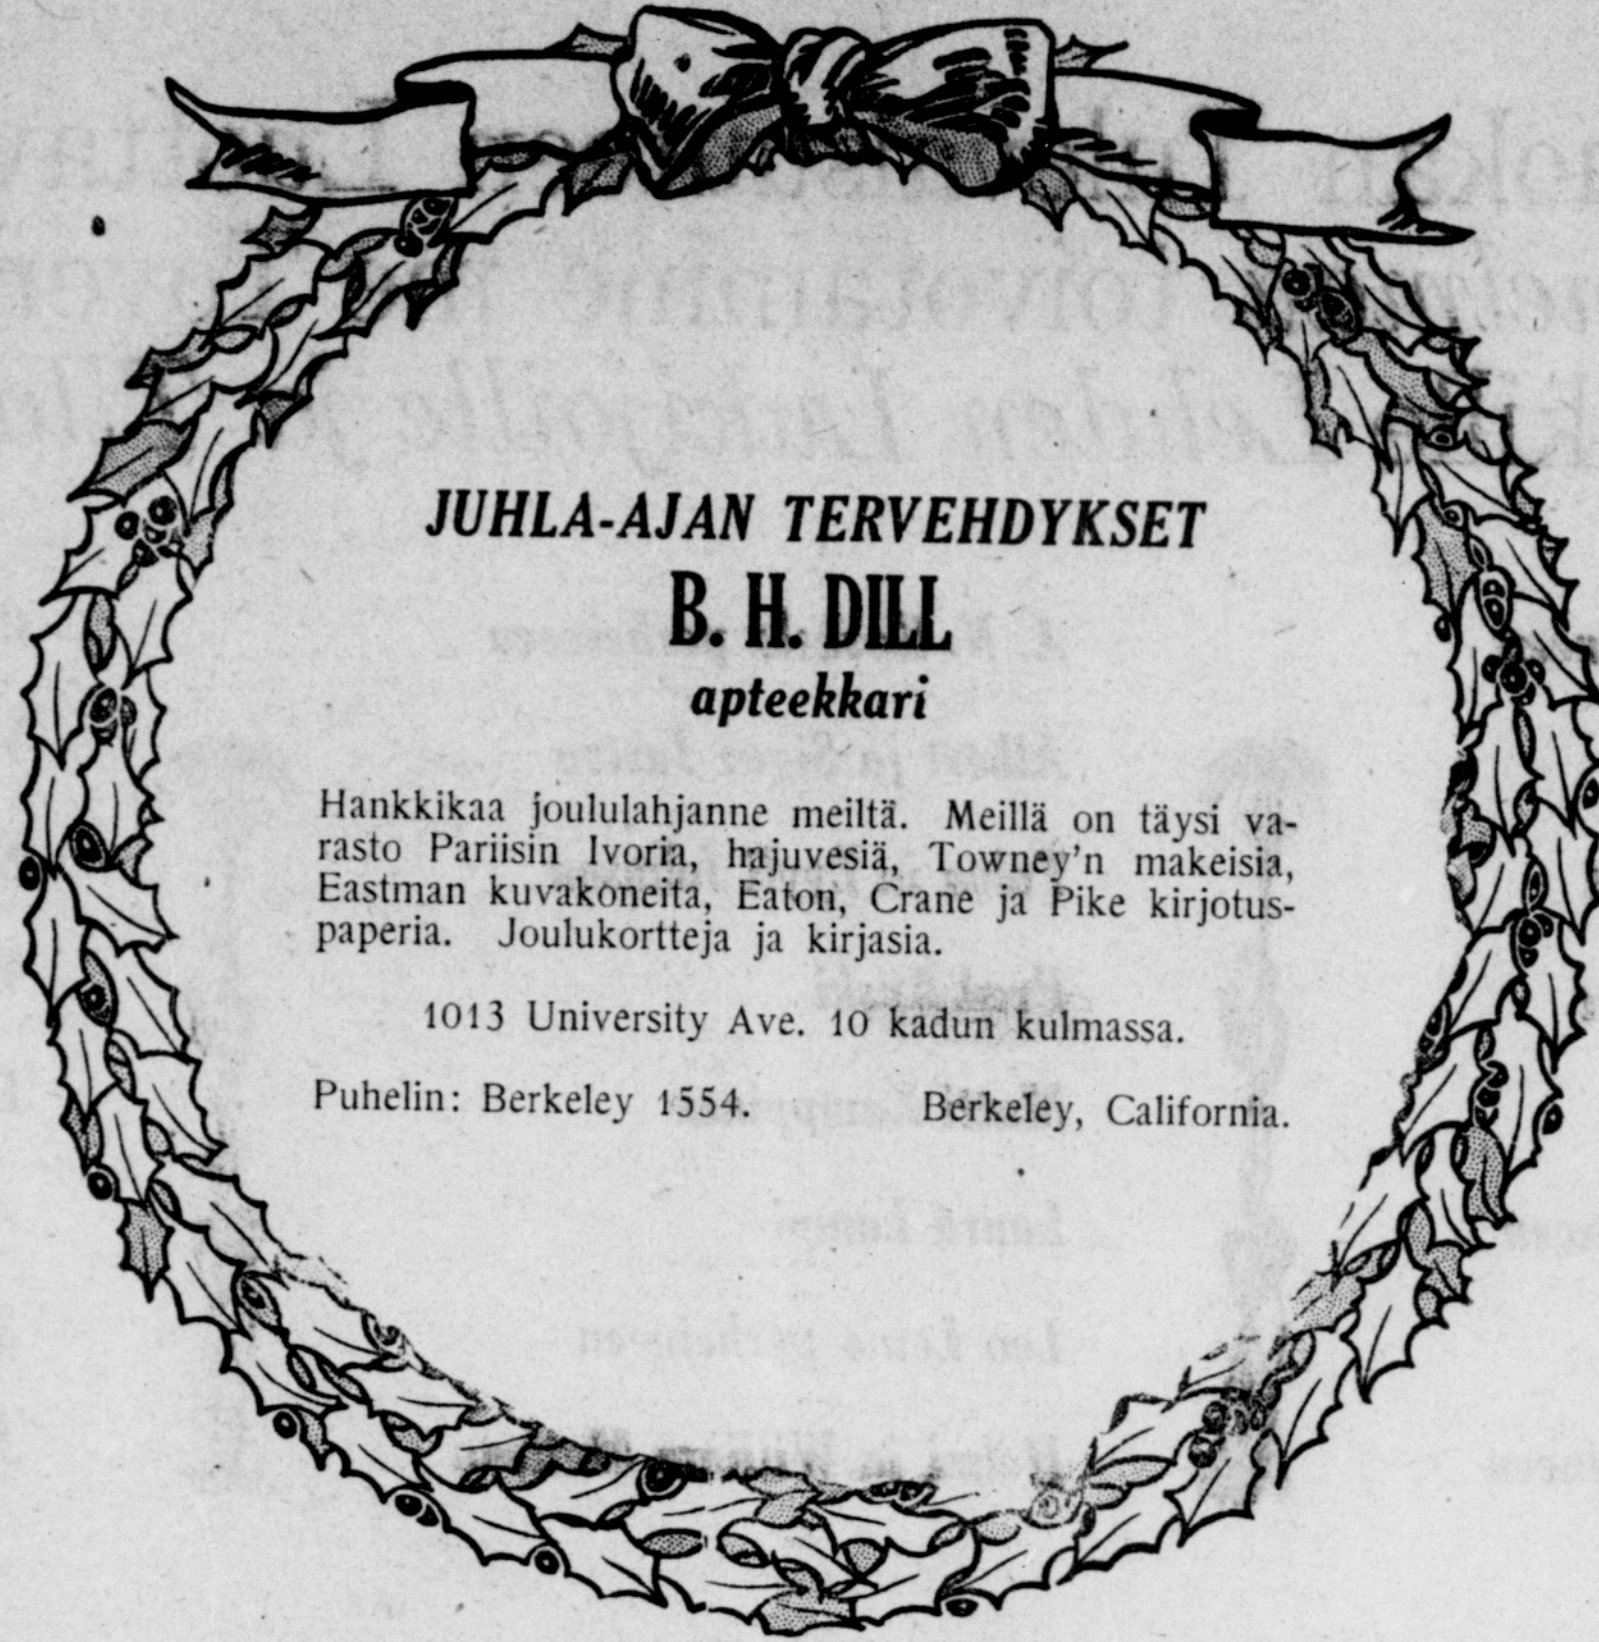 JUHLA-AJAN TERVEHDYKSET
B. H. DILL
apteekkari
Hankkikaa joululahjanne meiltä. Meillä on täysi va-
rasto Pariisin Ivoria, hajuvesiä, Towney'n makeisia,
Eastman kuvakoneita, Eaton, Crane ja Pike kirjotus-
paperia. Joulukortteja ja kirjasia.
1013 University Ave. 10 kadun kulmassa.
Puhelin: Berkeley 1554. Berkeley, California.